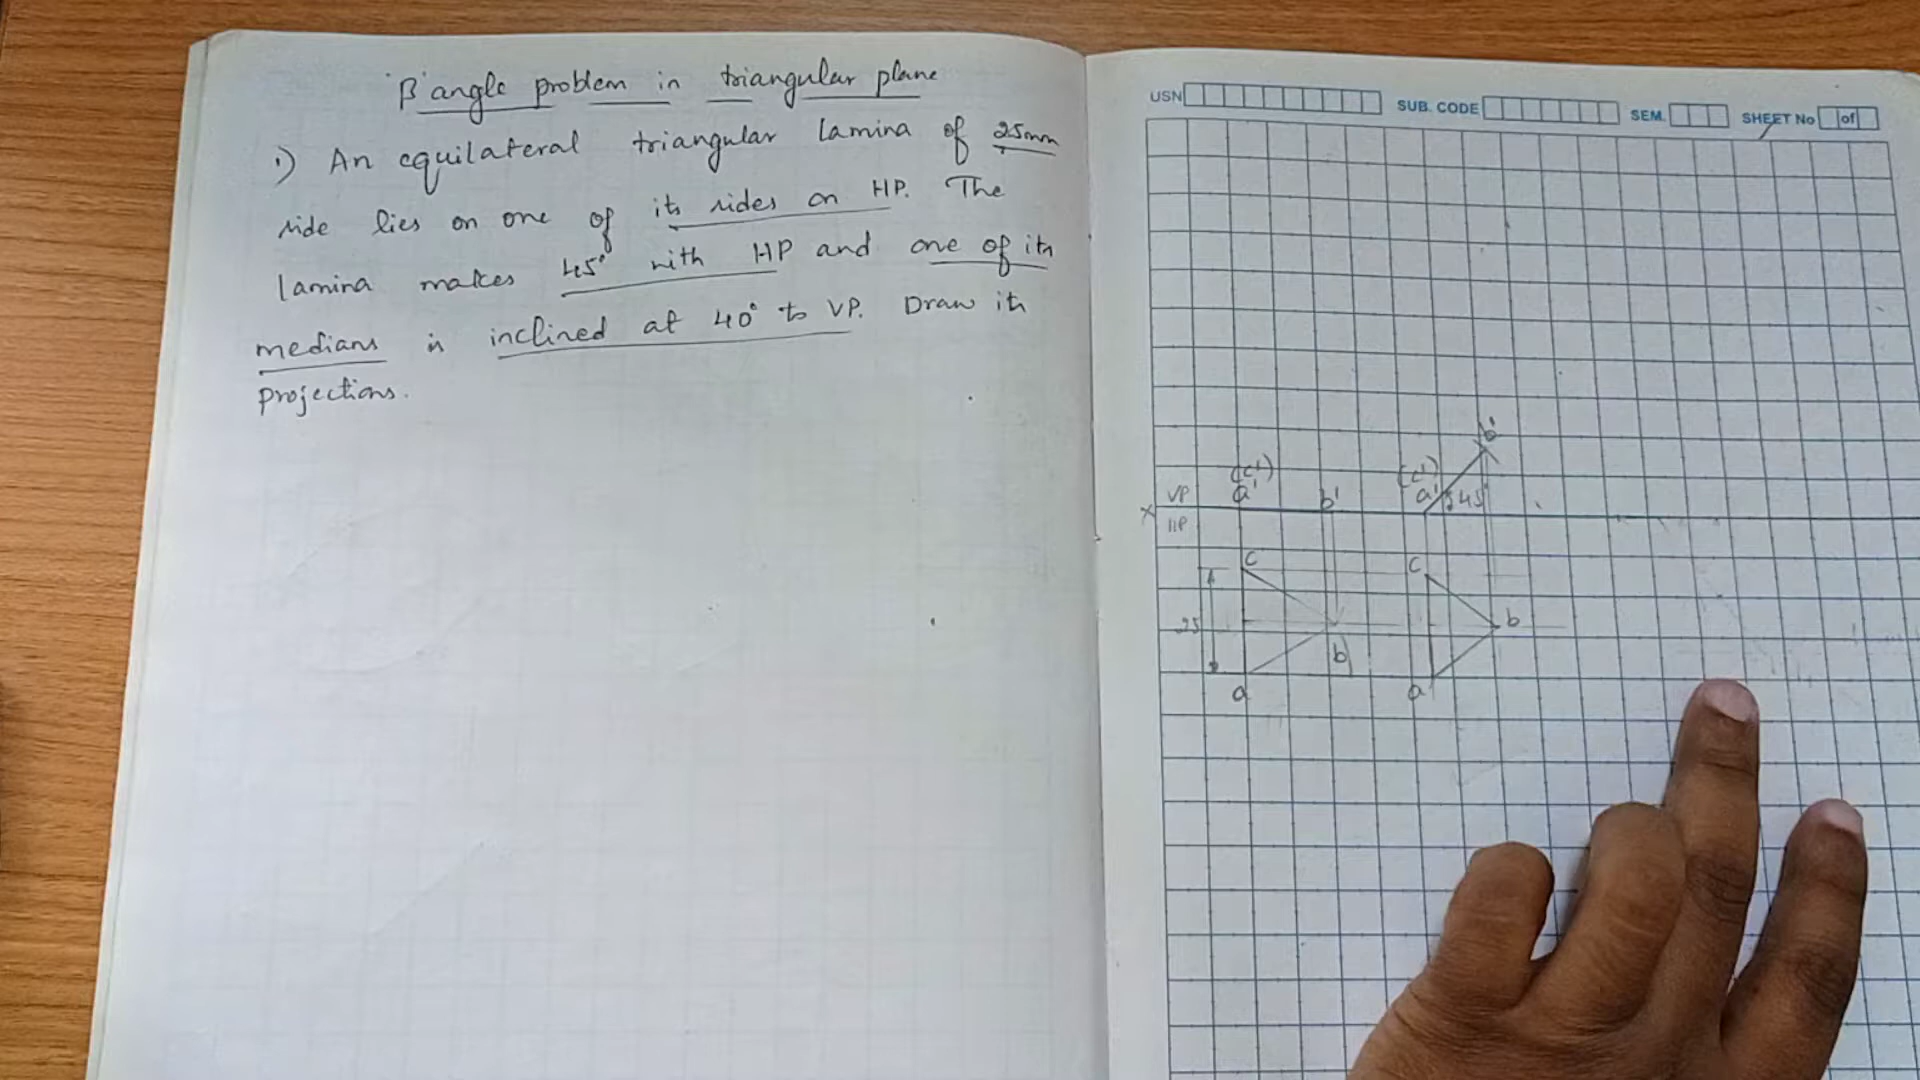 β angle problem in triangular plane
1) An equilateral triangular lamina of 25mm
side lies on one of its sides on HP. The
lamina makes 45° with HP and one of its
medians is inclined at 40° to VP. Draw its
projections.
USN SUB. CODE SEM. SHEET No of
b'
(c') (c')
VP a' b' a' 45
X
HP
c c
25 b
b
a a